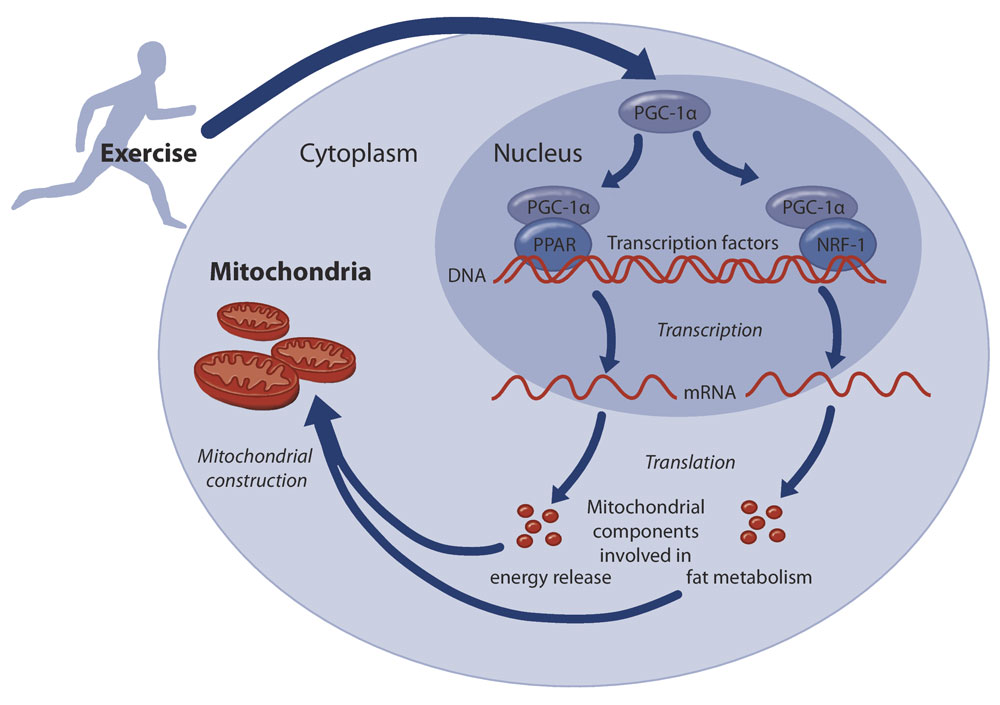 PGC-1α
Exercise
Cytoplasm
Nucleus
PGC-1α
PGC-1α
PPAR
Transcription factors
NRF-1
DNA
Mitochondria
Transcription
mRNA
Mitochondrial
construction
Translation
Mitochondrial
components
involved in
energy release
fat metabolism